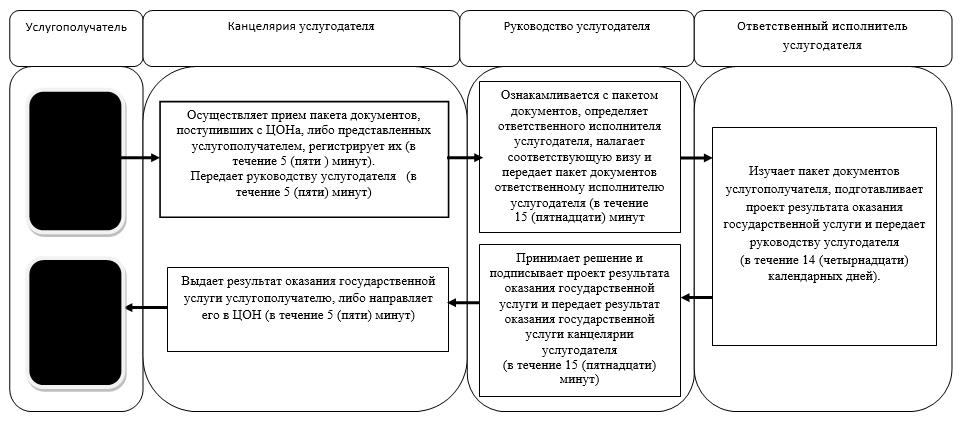 Услугополучатель
Канцелярия услугодателя
Руководство услугодателя
Ответственный исполнитель
услугодателя
Осуществляет прием пакета документов,
поступивших с ЦОНа, либо представленных
услугополучателем, регистрирует их (в
течение 5 (пяти ) минут).
Передает руководству услугодателя (в
течение 5 (пяти) минут)
Ознакамливается с пакетом
документов, определяет
ответственного исполнителя
услугодателя, налагает
соответствующую визу и
передает пакет документов
ответственному исполнителю
услугодателя (в течение
15 (пятнадцати) минут
Изучает пакет документов
услугополучателя, подготавливает
проект результата оказания
государственной услуги и передает
руководству услугодателя
(в течение 14 (четырнадцати)
календарных дней).
Принимает решение и
подписывает проект результата
оказания государственной
услуги и передает результат
оказания государственной
услуги канцелярии
услугодателя
(в течение 15 (пятнадцати)
минут)
Выдает результат оказания государственной
услуги услугополучателю, либо направляет
его в ЦОН (в течение 5 (пяти) минут)